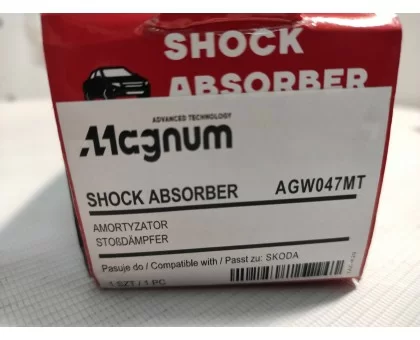 SHOCK
ABSORBER
ADVANCED TECHNOLOGY
Magnum
SHOCK ABSORBER AGW047MT
AMORTYZATOR
STOßDÄMPFER
Pasuje do / Compatible with / Passt zu: SKODA
1 SZT / 1 PC